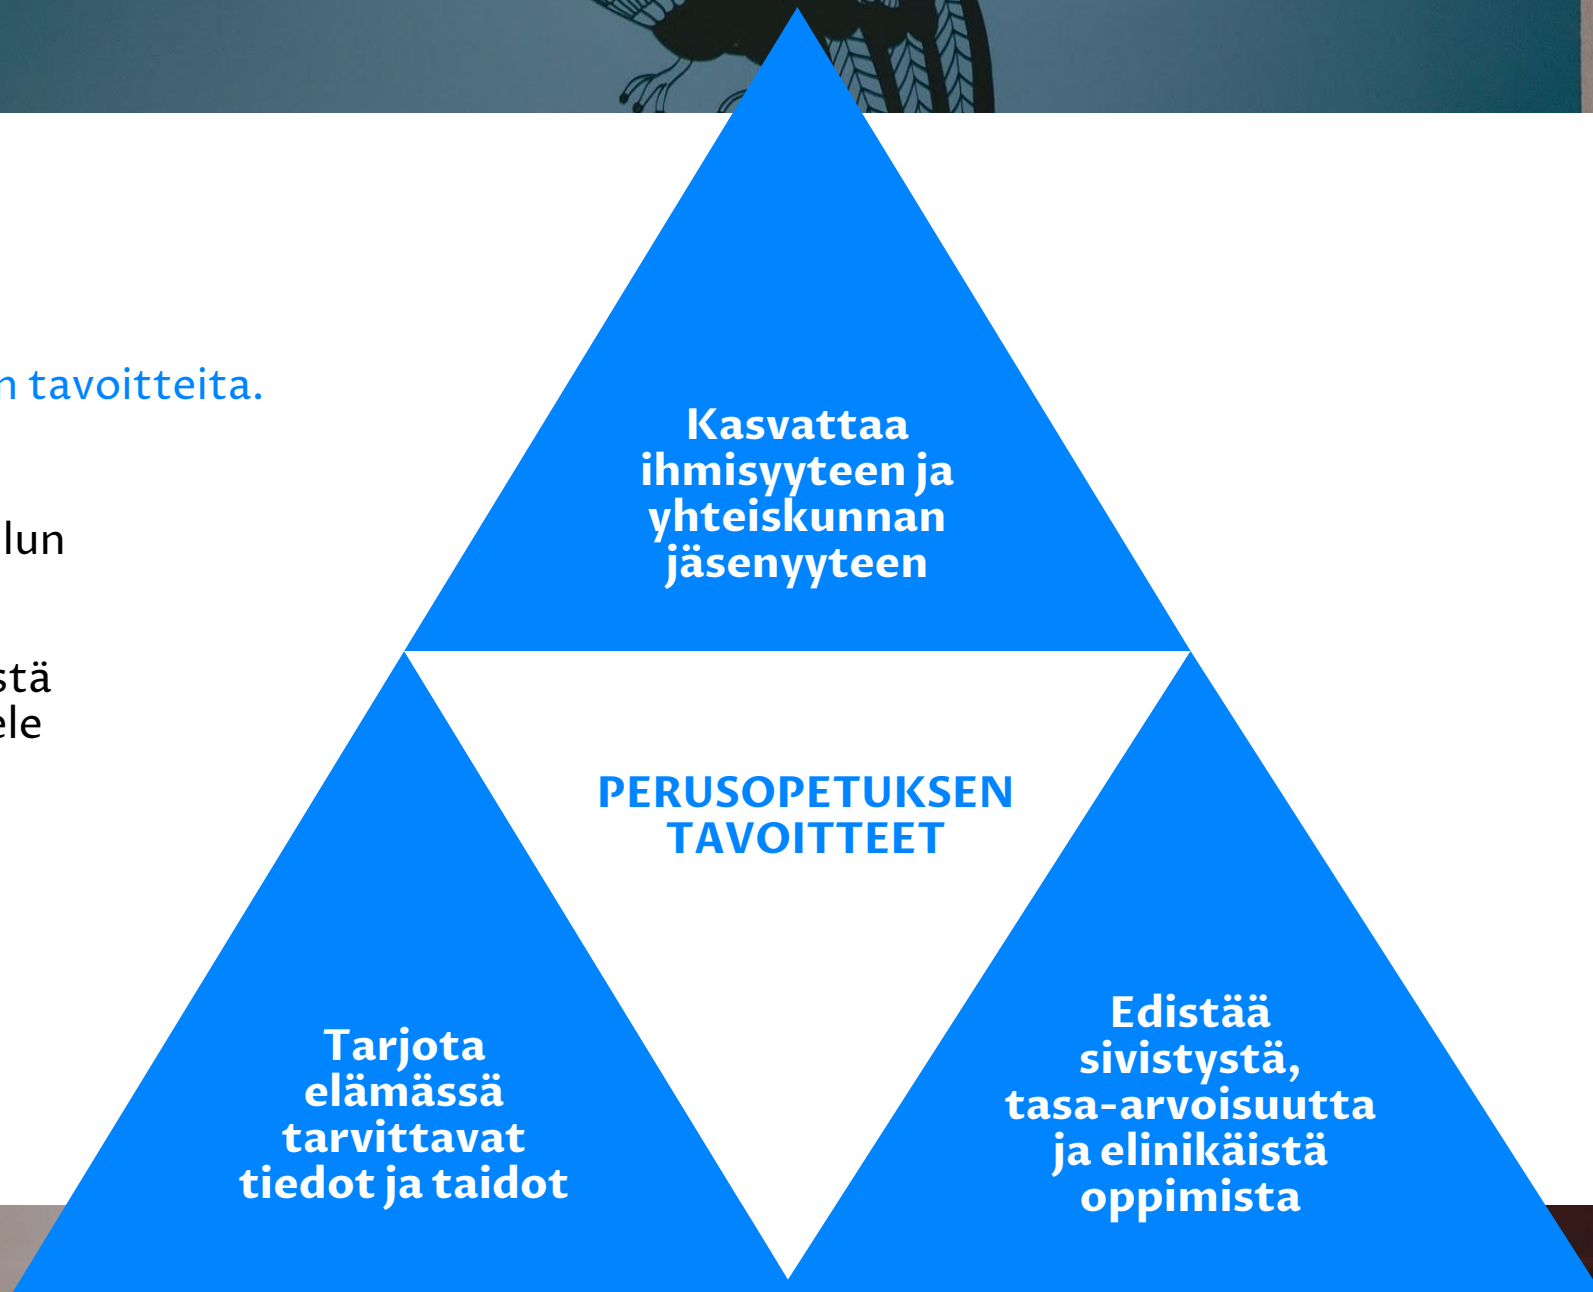 n tavoitteita.
lun
stä
ele
Kasvattaa
ihmisyyteen ja
yhteiskunnan
jäsenyyteen
PERUSOPETUKSEN
TAVOITTEET
Tarjota
elämässä
tarvittavat
tiedot ja taidot
Edistää
sivistystä,
tasa-arvoisuutta
ja elinikäistä
oppimista